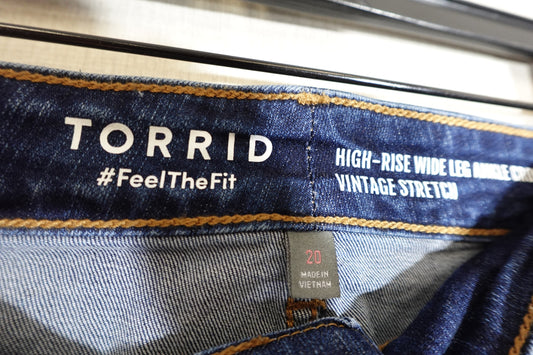 TORRID
#FeelTheFit
HIGH-RISE WIDE LEG ANKLE
VINTAGE STRETCH
20
MADE IN
VIETNAM